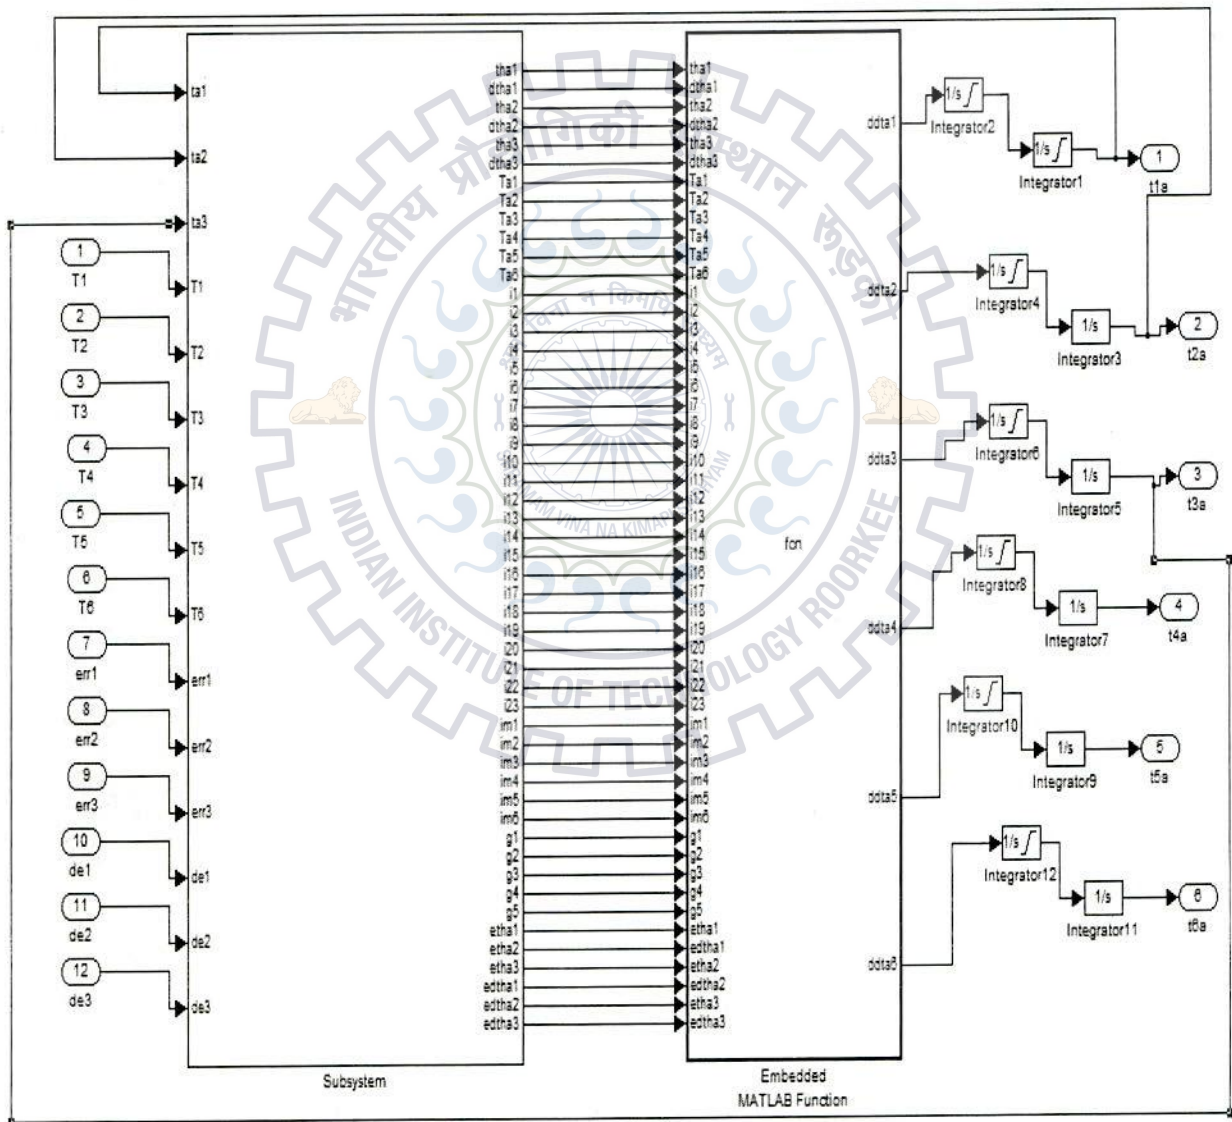 ta1
ta2
ta3
1
T1
2
T2
3
T3
4
T4
5
T5
6
T6
7
err1
8
err2
9
err3
10
de1
11
de2
12
de3
T1
T2
T3
T4
T5
T6
err1
err2
err3
de1
de2
de3
tha1
dtha1
tha2
dtha2
tha3
dtha3
Ta1
Ta2
Ta3
Ta4
Ta5
Ta6
i1
i2
i3
i4
i5
i6
i7
i8
i9
i10
i11
i12
i13
i14
i15
i16
i17
i18
i19
i20
i21
i22
i23
im1
im2
im3
im4
im5
im6
g1
g2
g3
g4
g5
etha1
etha2
etha3
edtha1
edtha2
edtha3
Subsystem
tha1
dtha1
tha2
dtha2
tha3
dtha3
Ta1
Ta2
Ta3
Ta4
Ta5
Ta6
i1
i2
i3
i4
i5
i6
i7
i8
i9
i10
i11
i12
i13
i14
i15
i16
i17
i18
i19
i20
i21
i22
i23
im1
im2
im3
im4
im5
im6
g1
g2
g3
g4
g5
etha1
edtha1
etha2
edtha2
etha3
edtha3
fcn
ddta1
ddta2
ddta3
ddta4
ddta5
ddta6
Embedded
MATLAB Function
1/s
Integrator2
1/s
Integrator1
1
t1a
1/s
Integrator4
1/s
Integrator3
2
t2a
1/s
Integrator6
1/s
Integrator5
3
t3a
1/s
Integrator8
1/s
Integrator7
4
t4a
1/s
Integrator10
1/s
Integrator9
5
t5a
1/s
Integrator12
1/s
Integrator11
6
t6a
भारतीय प्रौद्योगिकी संस्थान रुड़की
INDIAN INSTITUTE OF TECHNOLOGY ROORKEE